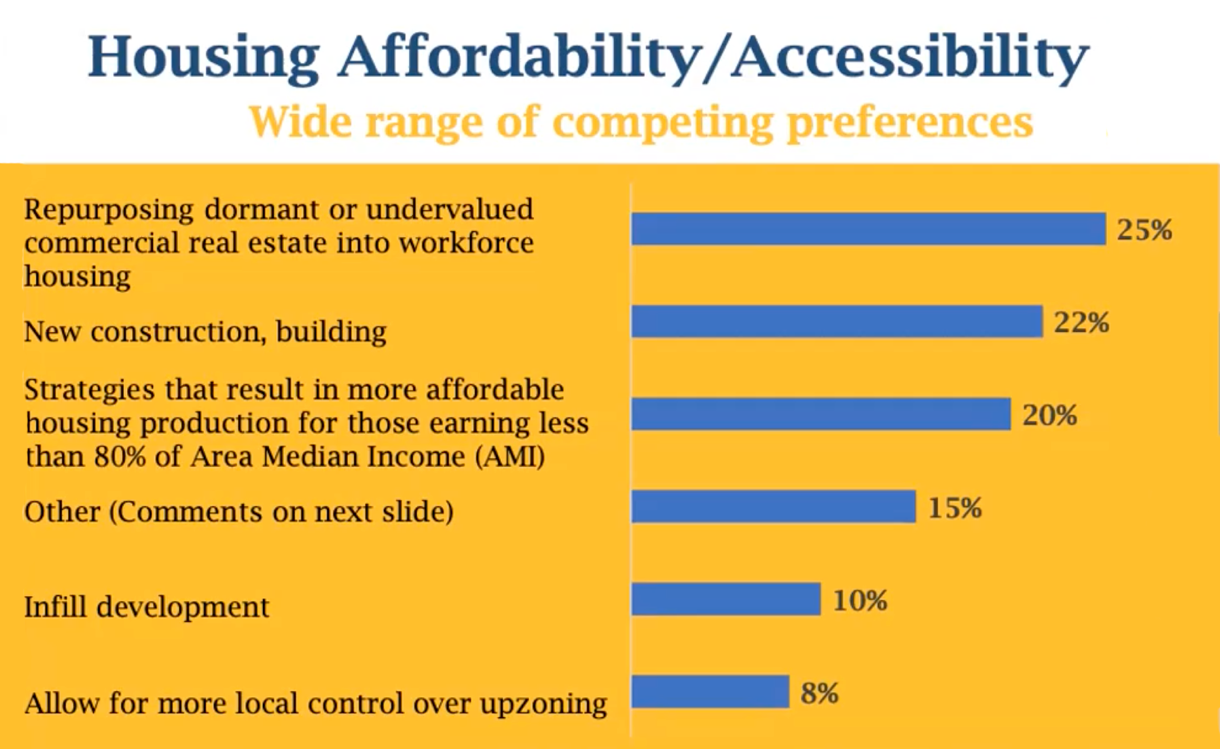 Housing Affordability/Accessibility
Wide range of competing preferences
Repurposing dormant or undervalued
commercial real estate into workforce
housing
25%
New construction, building
22%
Strategies that result in more affordable
housing production for those earning less
than 80% of Area Median Income (AMI)
20%
Other (Comments on next slide)
15%
Infill development
10%
Allow for more local control over upzoning
8%